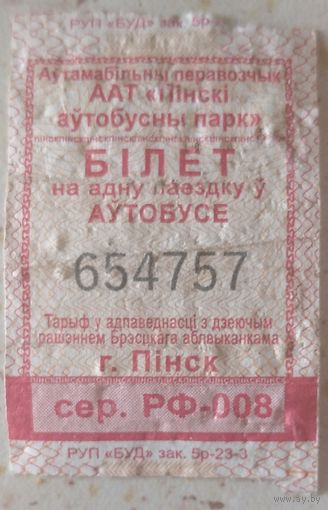 РУП «БУД» зак. 5р-
Аўтамабільны перавозчык
ААТ «Пінскі
аўтобусны парк»
БІЛЕТ
на адну паездку ў
АЎТОБУСЕ
654757
Тарыф у адпаведнасці з дзеючым
рашэннем Брэсцкага аблвыканкама
г. Пінск
сер. РФ-008
РУП «БУД» зак. 5р-23-3
www.ay.by